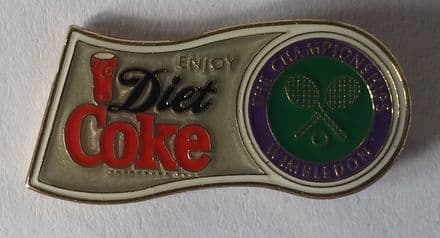 ENJOY
Diet
Coke
THE CHAMPIONSHIPS
WIMBLEDON